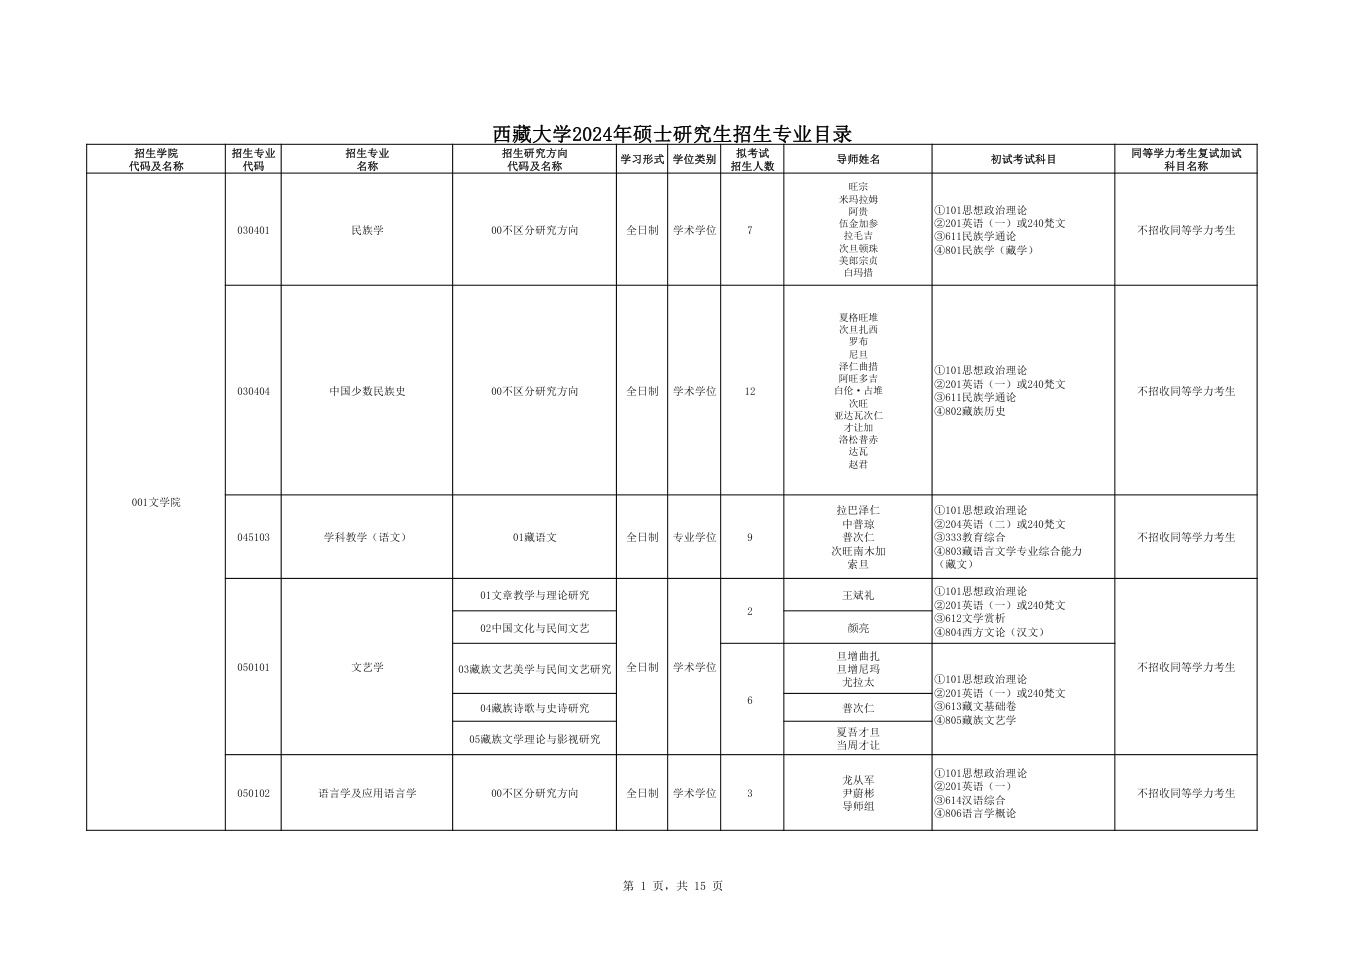 西藏大学2024年硕士研究生招生专业目录
招生学院
代码及名称
招生专业
代码
招生专业
名称
招生研究方向
代码及名称
学习形式
学位类别
拟考试
招生人数
导师姓名
初试考试科目
同等学力考生复试加试
科目名称
001文学院
030401
民族学
00不区分研究方向
全日制
学术学位
7
旺宗
米玛拉姆
阿贵
伍金加参
拉毛吉
次旦顿珠
美郎宗贞
白玛措
①101思想政治理论
②201英语（一）或240梵文
③611民族学通论
④801民族学（藏学）
不招收同等学力考生
030404
中国少数民族史
00不区分研究方向
全日制
学术学位
12
夏格旺堆
次旦扎西
罗布
尼旦
泽仁曲措
阿旺多吉
白伦·占堆
次旺
亚达瓦次仁
才让加
洛松普赤
达瓦
赵君
①101思想政治理论
②201英语（一）或240梵文
③611民族学通论
④802藏族历史
不招收同等学力考生
045103
学科教学（语文）
01藏语文
全日制
专业学位
9
拉巴泽仁
中普琼
普次仁
次旺南木加
索旦
①101思想政治理论
②204英语（二）或240梵文
③333教育综合
④803藏语言文学专业综合能力
（藏文）
不招收同等学力考生
050101
文艺学
01文章教学与理论研究
全日制
学术学位
2
王斌礼
①101思想政治理论
②201英语（一）或240梵文
③612文学赏析
④804西方文论（汉文）
不招收同等学力考生
02中国文化与民间文艺
颜亮
03藏族文艺美学与民间文艺研究
6
旦增曲扎
旦增尼玛
尤拉太
①101思想政治理论
②201英语（一）或240梵文
③613藏文基础卷
④805藏族文艺学
04藏族诗歌与史诗研究
普次仁
05藏族文学理论与影视研究
夏吾才旦
当周才让
050102
语言学及应用语言学
00不区分研究方向
全日制
学术学位
3
龙从军
尹蔚彬
导师组
①101思想政治理论
②201英语（一）
③614汉语综合
④806语言学概论
不招收同等学力考生
第 1 页，共 15 页